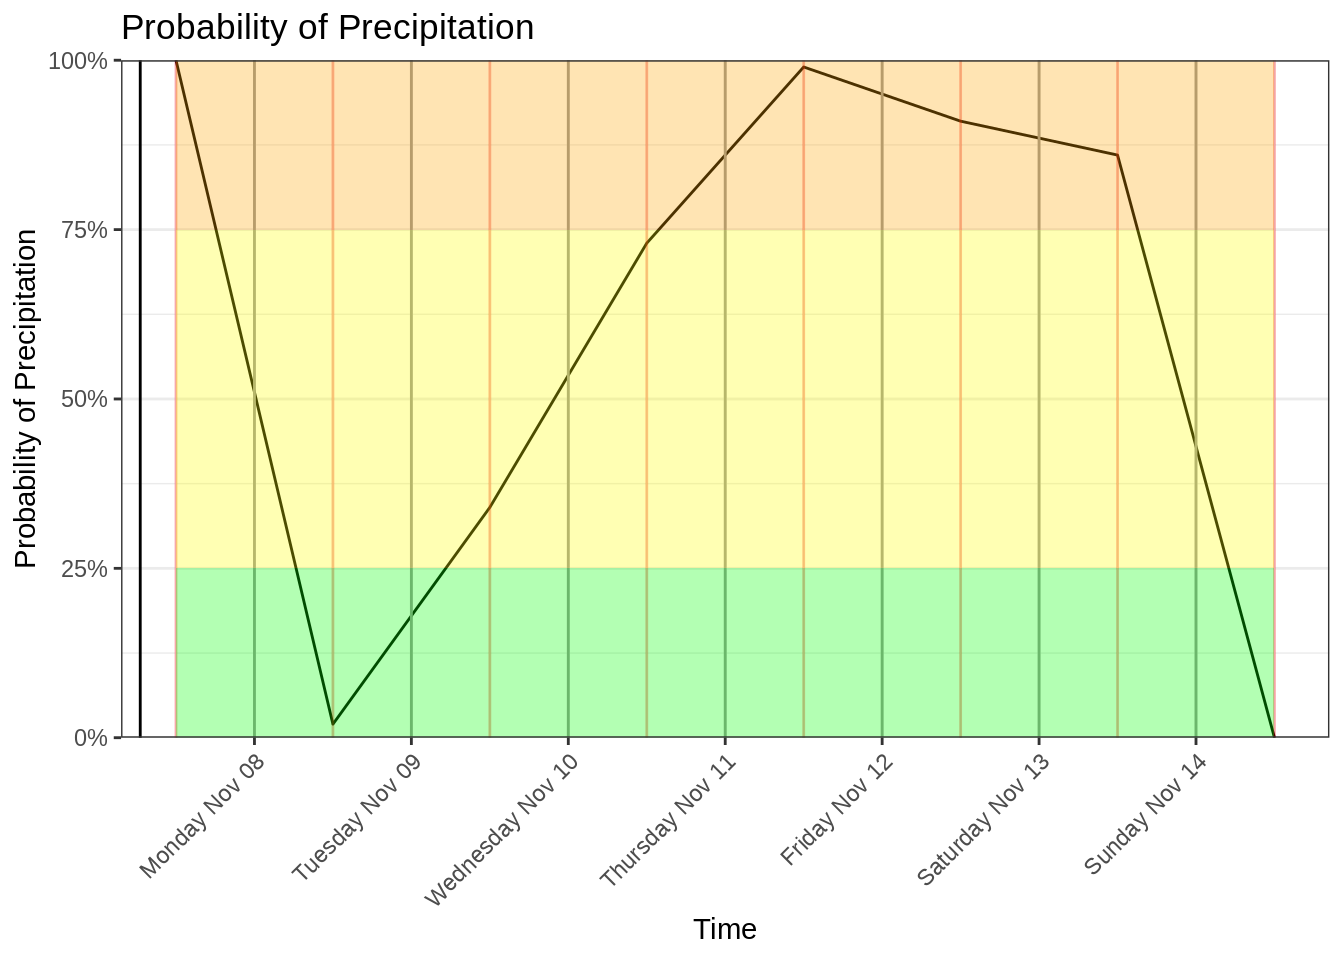 Probability of Precipitation
Probability of Precipitation
100%
75%
50%
25%
0%
Monday Nov 08
Tuesday Nov 09
Wednesday Nov 10
Thursday Nov 11
Friday Nov 12
Saturday Nov 13
Sunday Nov 14
Time